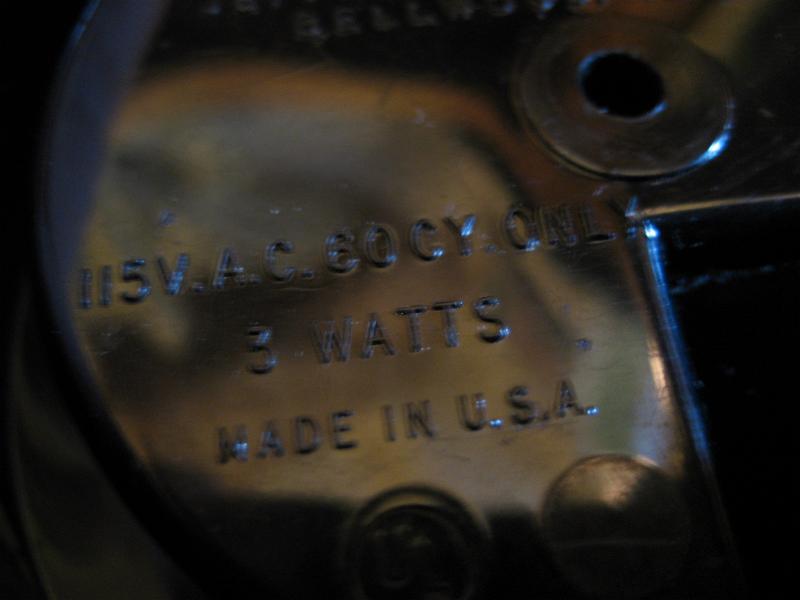 115V.A.C. 60CY. ONLY
3 WATTS
MADE IN U.S.A.